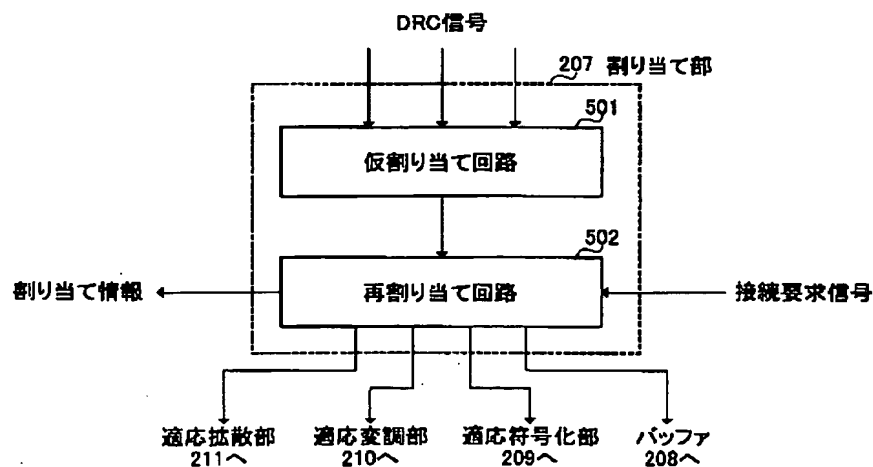 DRC信号
207 割り当て部
501
仮割り当て回路
502
割り当て情報
再割り当て回路
接続要求信号
適応拡散部
211へ
適応変調部
210へ
適応符号化部
209へ
バッファ
208へ